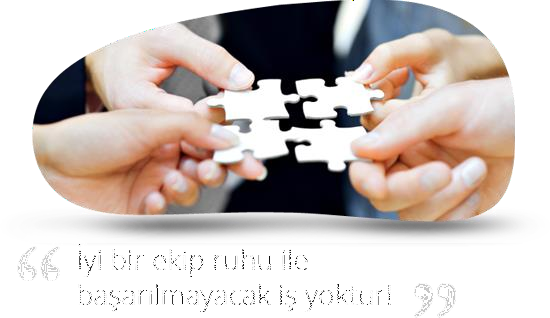 “ İyi bir ekip ruhu ile
başarılmayacak iş yoktur! ”